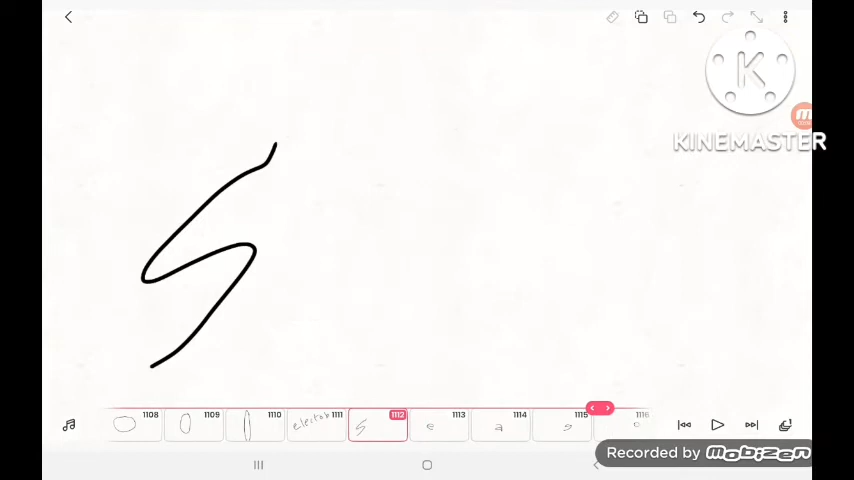 K
KINEMASTER
S
1108
1109
1110
1111
1112
1113
1114
1115
1116
S
e
a
s
o
Recorded by mobizen